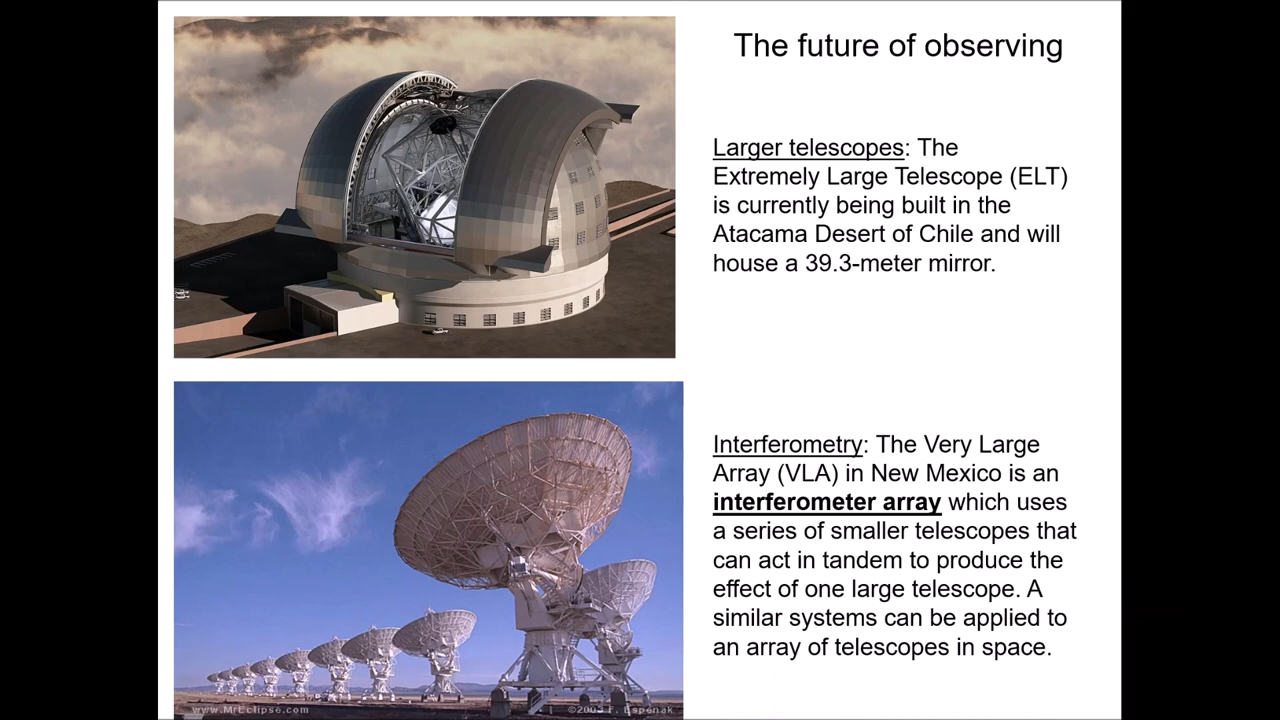 The future of observing
Larger telescopes: The
Extremely Large Telescope (ELT)
is currently being built in the
Atacama Desert of Chile and will
house a 39.3-meter mirror.
Interferometry: The Very Large
Array (VLA) in New Mexico is an
interferometer array which uses
a series of smaller telescopes that
can act in tandem to produce the
effect of one large telescope. A
similar systems can be applied to
an array of telescopes in space.
www.MrEclipse.com
F. Espenak